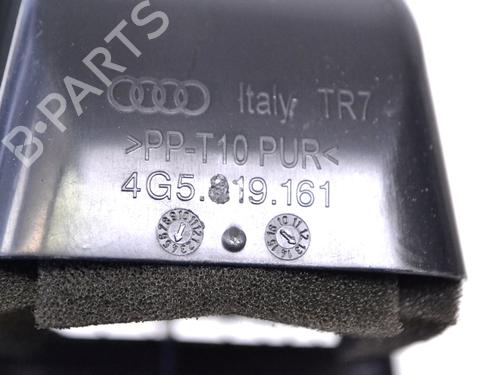 Italy TR7
>PP-T10 PUR<
4G5.819.161
B-PARTS